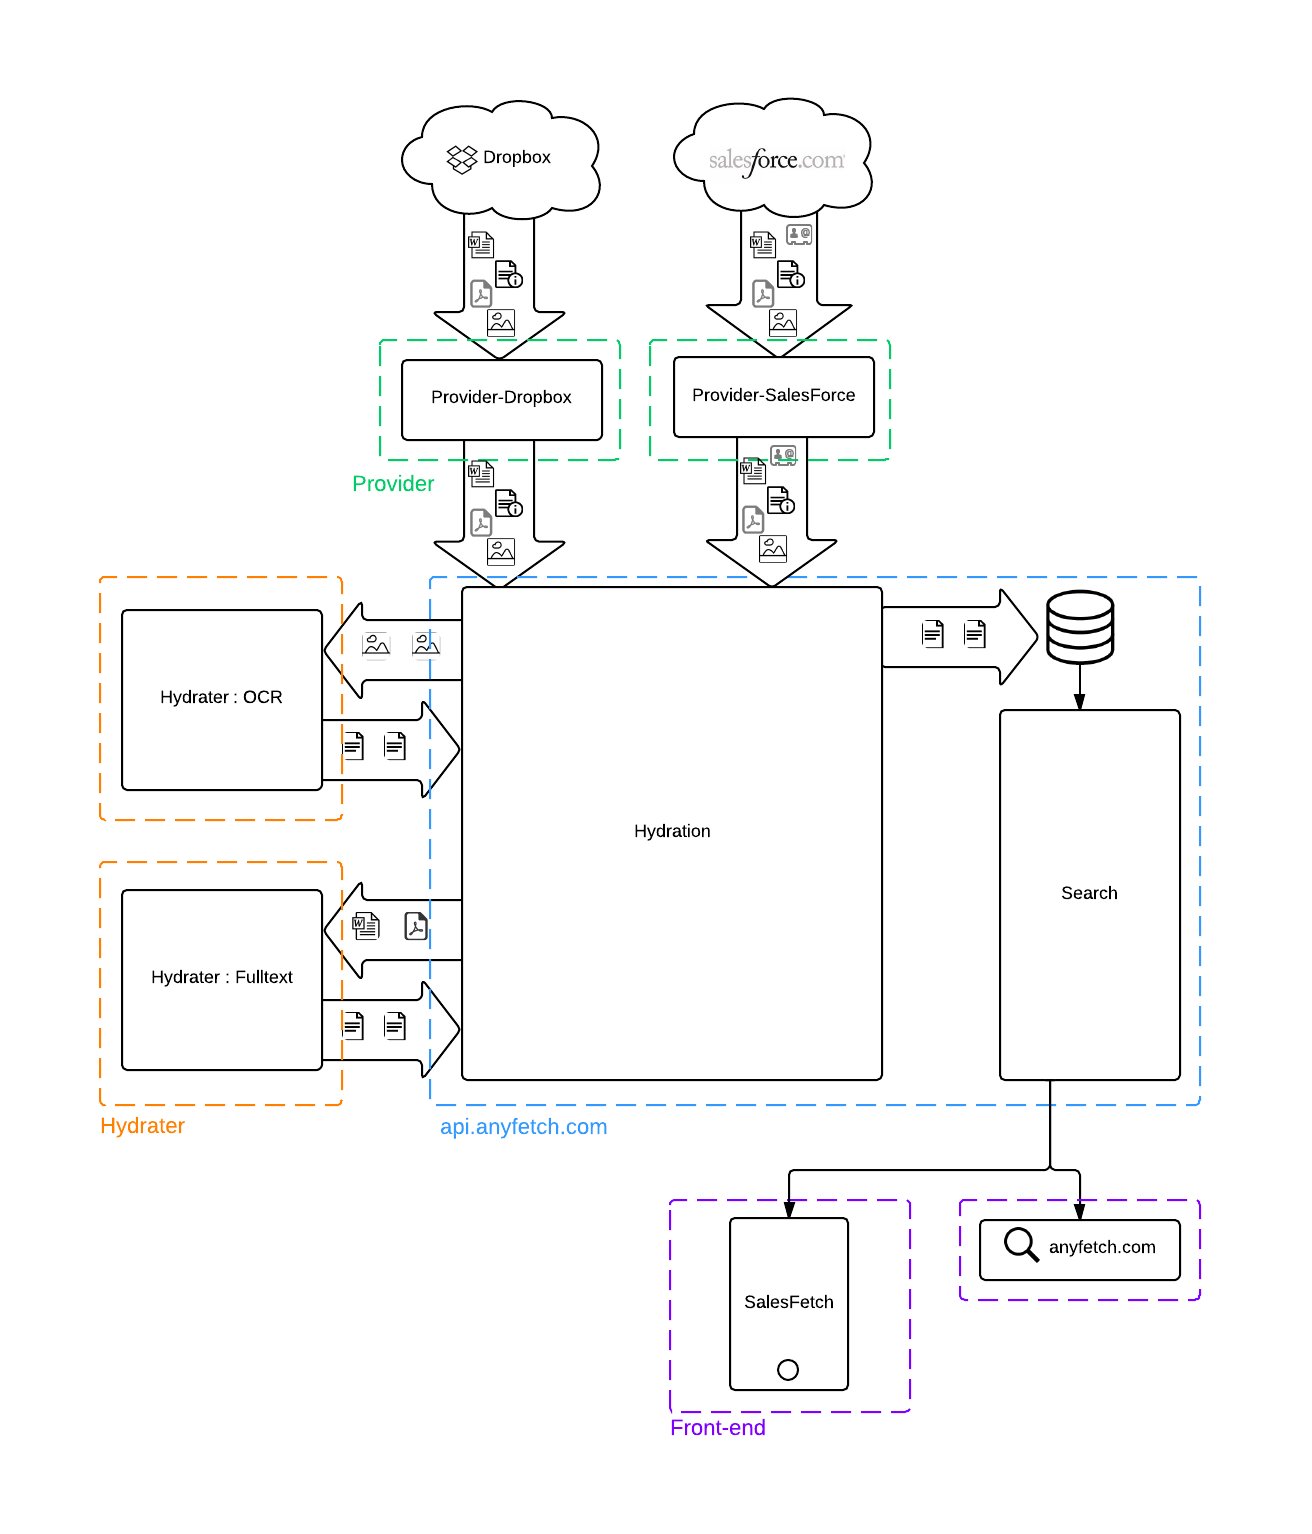 Dropbox
salesforce.com
Provider-Dropbox
Provider-SalesForce
Provider
Hydrater : OCR
Hydration
Search
Hydrater : Fulltext
Hydrater
api.anyfetch.com
anyfetch.com
SalesFetch
Front-end